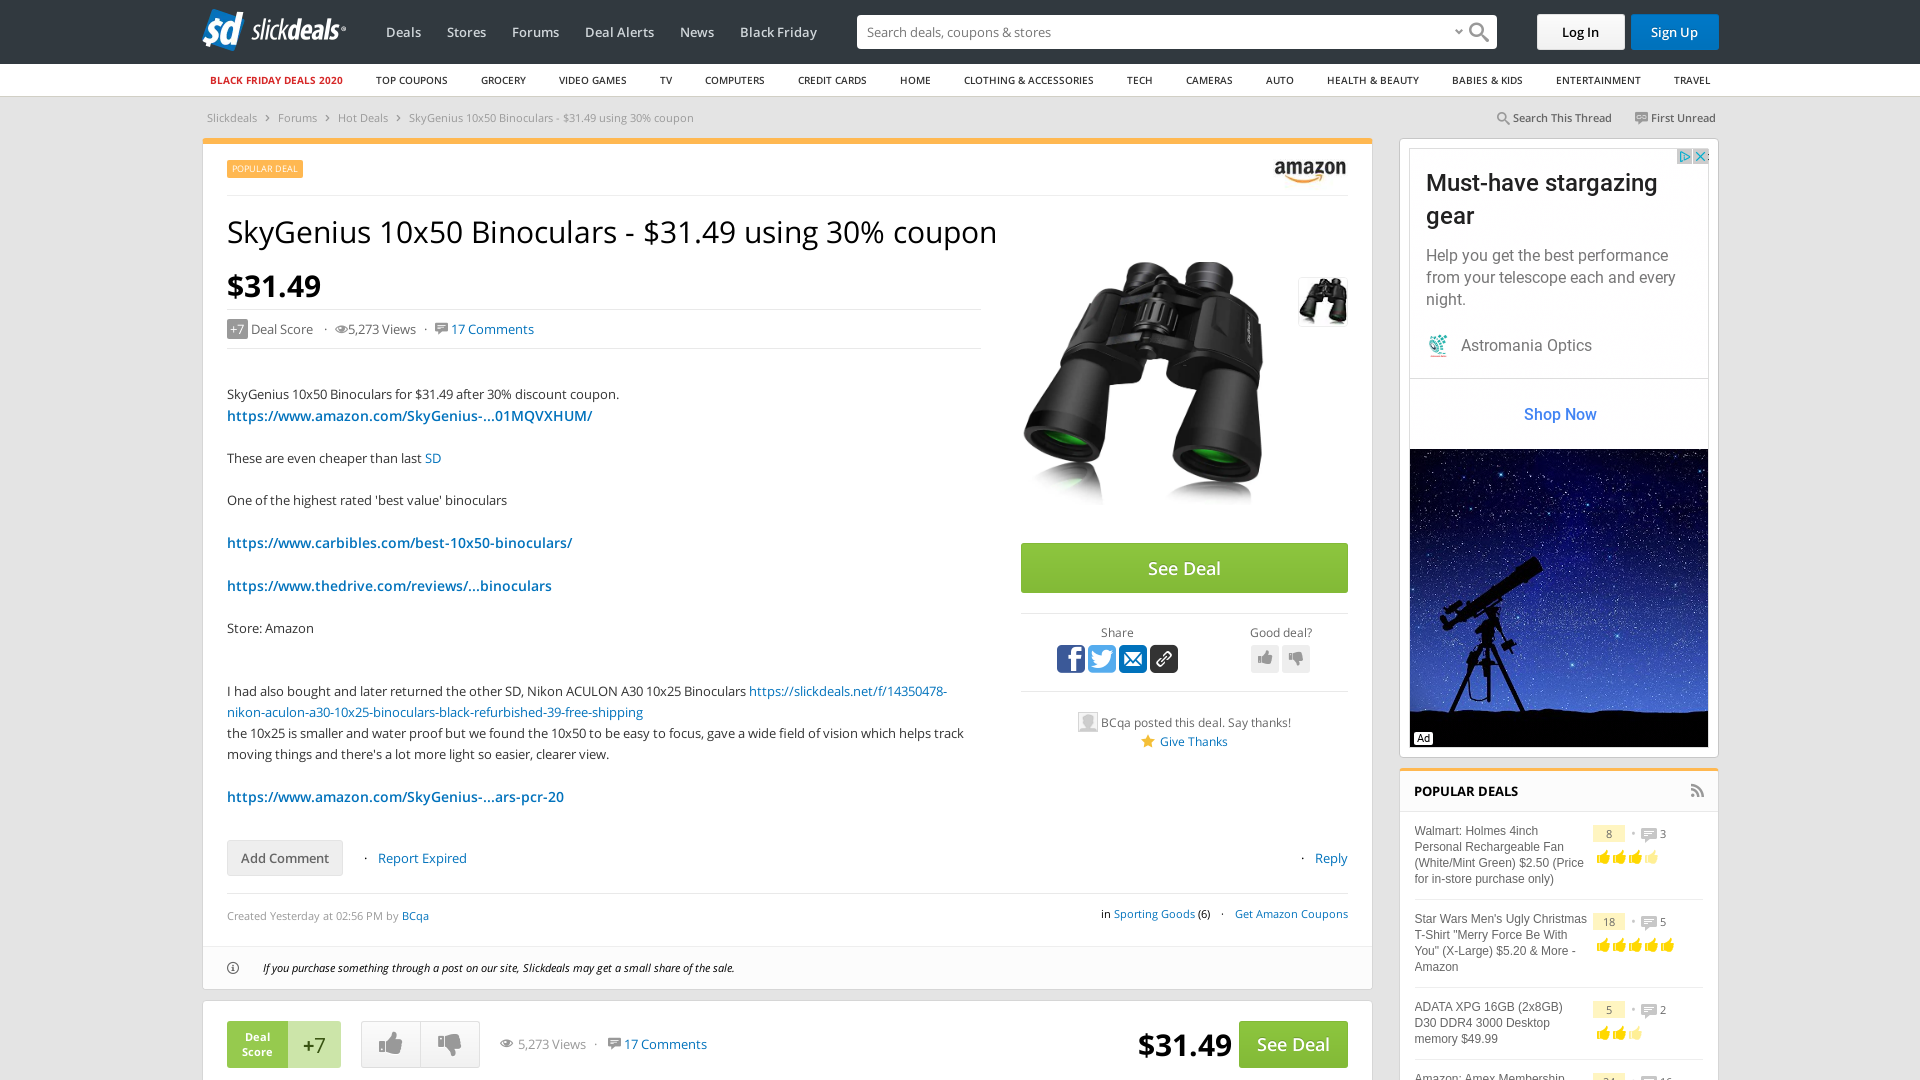 slickdeals
Deals
Stores
Forums
Deal Alerts
News
Black Friday
Search deals, coupons & stores
Log In
Sign Up
BLACK FRIDAY DEALS 2020
TOP COUPONS
GROCERY
VIDEO GAMES
TV
COMPUTERS
CREDIT CARDS
HOME
CLOTHING & ACCESSORIES
TECH
CAMERAS
AUTO
HEALTH & BEAUTY
BABIES & KIDS
ENTERTAINMENT
TRAVEL
Slickdeals › Forums › Hot Deals › SkyGenius 10x50 Binoculars - $31.49 using 30% coupon
Search This Thread
First Unread
POPULAR DEAL
amazon
SkyGenius 10x50 Binoculars - $31.49 using 30% coupon
$31.49
+7 Deal Score · 5,273 Views · 17 Comments
SkyGenius 10x50 Binoculars for $31.49 after 30% discount coupon.
https://www.amazon.com/SkyGenius-...01MQVXHUM/
These are even cheaper than last SD
One of the highest rated 'best value' binoculars
https://www.carbibles.com/best-10x50-binoculars/
https://www.thedrive.com/reviews/...binoculars
Store: Amazon
I had also bought and later returned the other SD, Nikon ACULON A30 10x25 Binoculars https://slickdeals.net/f/14350478-
nikon-aculon-a30-10x25-binoculars-black-refurbished-39-free-shipping
the 10x25 is smaller and water proof but we found the 10x50 to be easy to focus, gave a wide field of vision which helps track
moving things and there's a lot more light so easier, clearer view.
https://www.amazon.com/SkyGenius-...ars-pcr-20
See Deal
Share
Good deal?
BCqa posted this deal. Say thanks!
Give Thanks
Add Comment · Report Expired
· Reply
Created Yesterday at 02:56 PM by BCqa
in Sporting Goods (6) · Get Amazon Coupons
If you purchase something through a post on our site, Slickdeals may get a small share of the sale.
Deal
Score
+7
5,273 Views · 17 Comments
$31.49
See Deal
Must-have stargazing
gear
Help you get the best performance
from your telescope each and every
night.
Astromania Optics
Shop Now
Ad
POPULAR DEALS
Walmart: Holmes 4inch
Personal Rechargeable Fan
(White/Mint Green) $2.50 (Price
for in-store purchase only)
8 • 3
Star Wars Men's Ugly Christmas
T-Shirt "Merry Force Be With
You" (X-Large) $5.20 & More -
Amazon
18 • 5
ADATA XPG 16GB (2x8GB)
D30 DDR4 3000 Desktop
memory $49.99
5 • 2
Amazon: Amex Membership